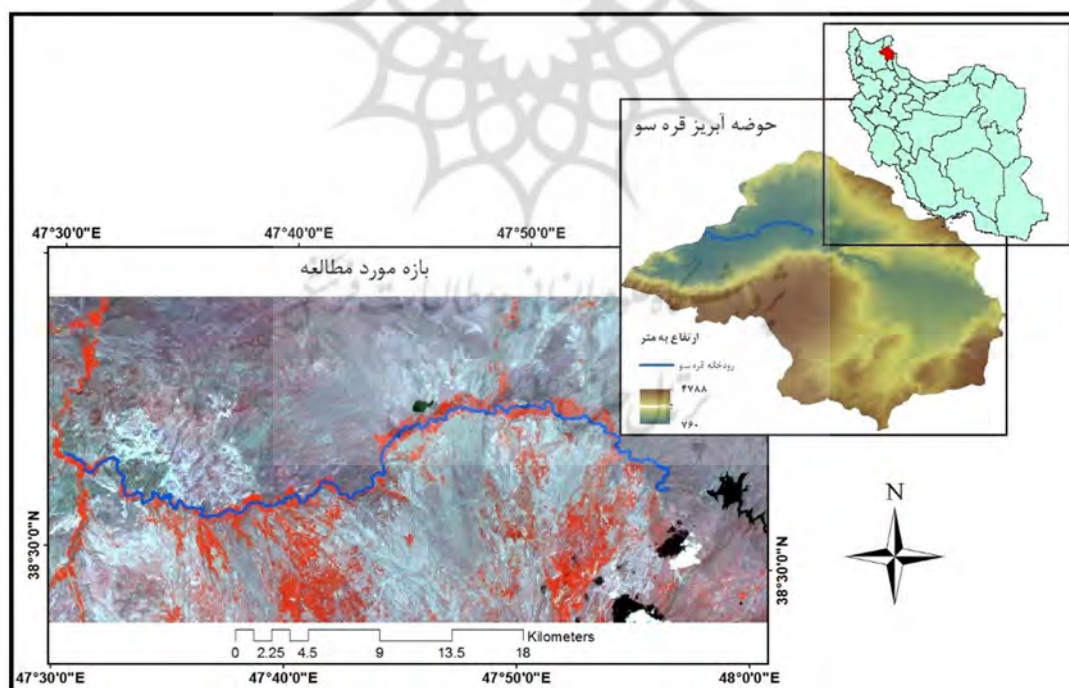 حوضه آبریز قره سو
47°30'0"E
47°40'0"E
47°50'0"E
بازه مورد مطالعه
ارتفاع به متر
رودخانه قره سو
۴۷۸۸
۷۶۰
38°30'0"N
38°30'0"N
N
Kilometers
0 2.25 4.5 9 13.5 18
47°30'0"E
47°40'0"E
47°50'0"E
48°0'0"E